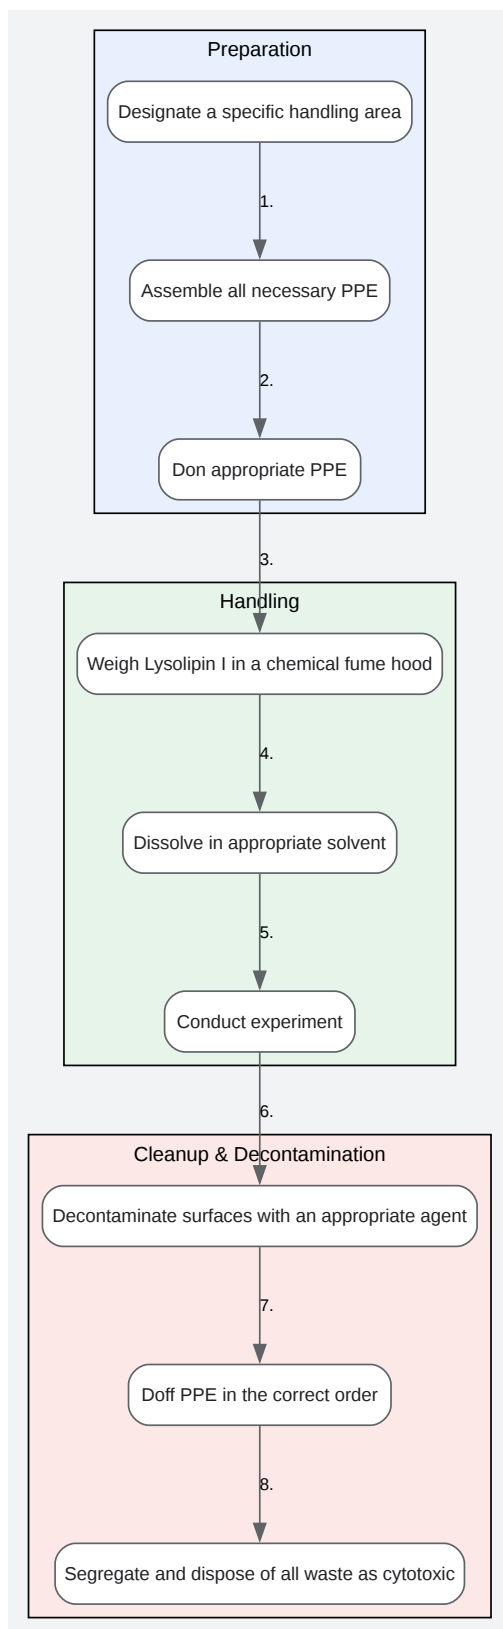 Preparation
Designate a specific handling area
1.
Assemble all necessary PPE
2.
Don appropriate PPE
3.
Handling
Weigh Lysolipin I in a chemical fume hood
4.
Dissolve in appropriate solvent
5.
Conduct experiment
6.
Cleanup & Decontamination
Decontaminate surfaces with an appropriate agent
7.
Doff PPE in the correct order
8.
Segregate and dispose of all waste as cytotoxic